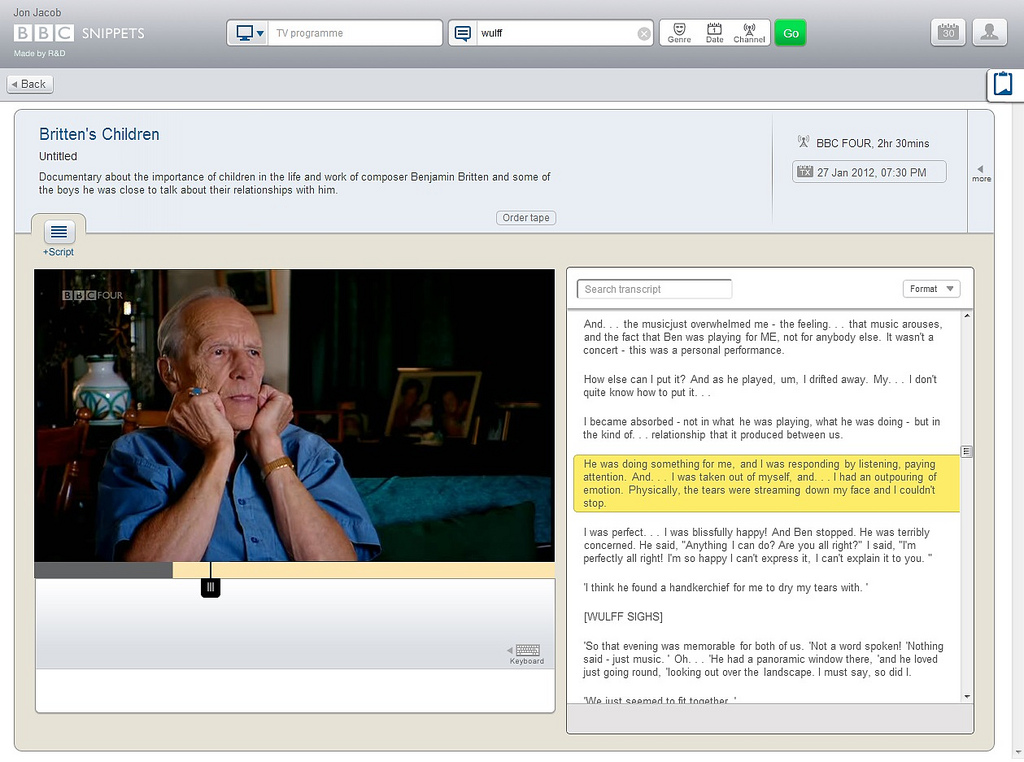 Jon Jacob
BBC SNIPPETS
Made by R&D
TV programme
wulff
Genre
Date
Channel
Go
30
Back
Britten's Children
Untitled
Documentary about the importance of children in the life and work of composer Benjamin Britten and some of
the boys he was close to talk about their relationships with him.
Order tape
BBC FOUR, 2hr 30mins
TX
27 Jan 2012, 07:30 PM
more
+Script
BBC FOUR
Keyboard
Search transcript
Format
And. . . the musicjust overwhelmed me - the feeling. . . that music arouses,
and the fact that Ben was playing for ME, not for anybody else. It wasn't a
concert - this was a personal performance.
How else can I put it? And as he played, um, I drifted away. My. . . I don't
quite know how to put it. . .
I became absorbed - not in what he was playing, what he was doing - but in
the kind of. . . relationship that it produced between us.
He was doing something for me, and I was responding by listening, paying
attention. And. . . I was taken out of myself, and. . . I had an outpouring of
emotion. Physically, the tears were streaming down my face and I couldn't
stop.
I was perfect. . . I was blissfully happy! And Ben stopped. He was terribly
concerned. He said, "Anything I can do? Are you all right?" I said, "I'm
perfectly all right! I'm so happy I can't express it, I can't explain it to you. "
'I think he found a handkerchief for me to dry my tears with. '
[WULFF SIGHS]
'So that evening was memorable for both of us. 'Not a word spoken! 'Nothing
said - just music. ' Oh. . . 'He had a panoramic window there, 'and he loved
just going round, 'looking out over the landscape. I must say, so did I.
'We just seemed to fit together. '